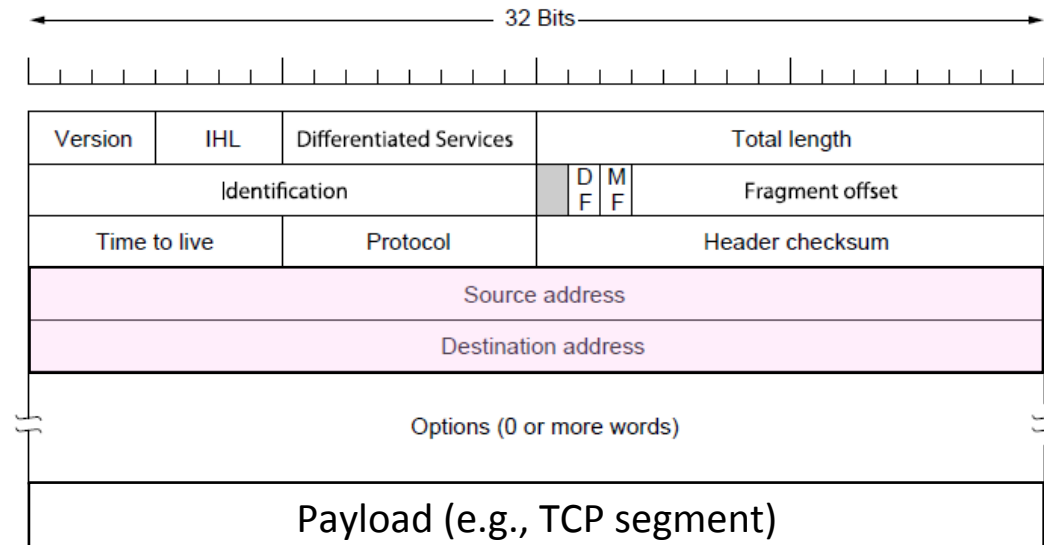 32 Bits
Version IHL Differentiated Services Total length
Identification D F M F Fragment offset
Time to live Protocol Header checksum
Source address
Destination address
Options (0 or more words)
Payload (e.g., TCP segment)